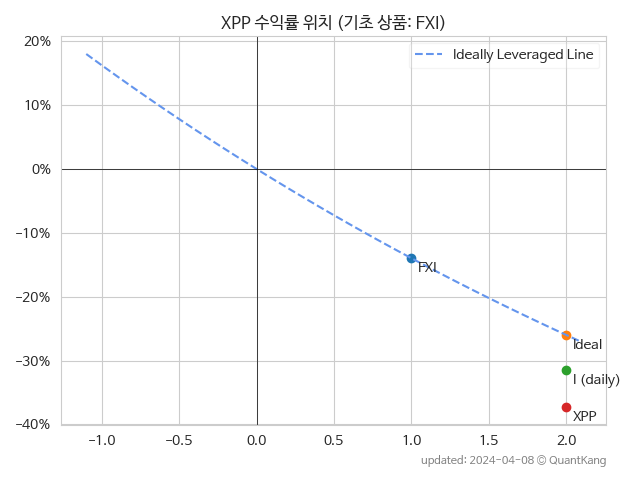 XPP 수익률 위치 (기초 상품: FXI)
Ideally Leveraged Line
20%
10%
0%
−10%
−20%
−30%
−40%
FXI
Ideal
I (daily)
XPP
−1.0
−0.5
0.0
0.5
1.0
1.5
2.0
updated: 2024-04-08 © QuantKang